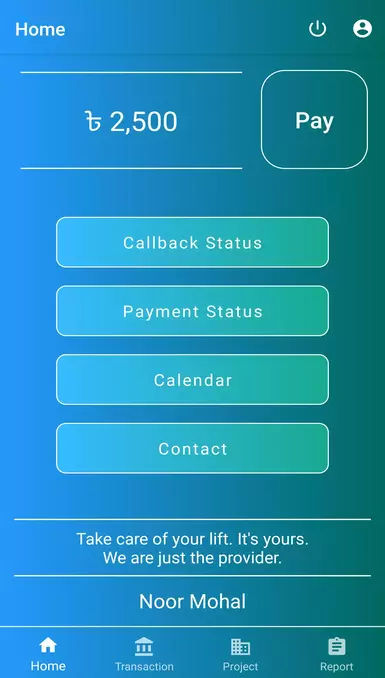 Home
৳ 2,500
Pay
Callback Status
Payment Status
Calendar
Contact
Take care of your lift. It's yours.
We are just the provider.
Noor Mohal
Home
Transaction
Project
Report